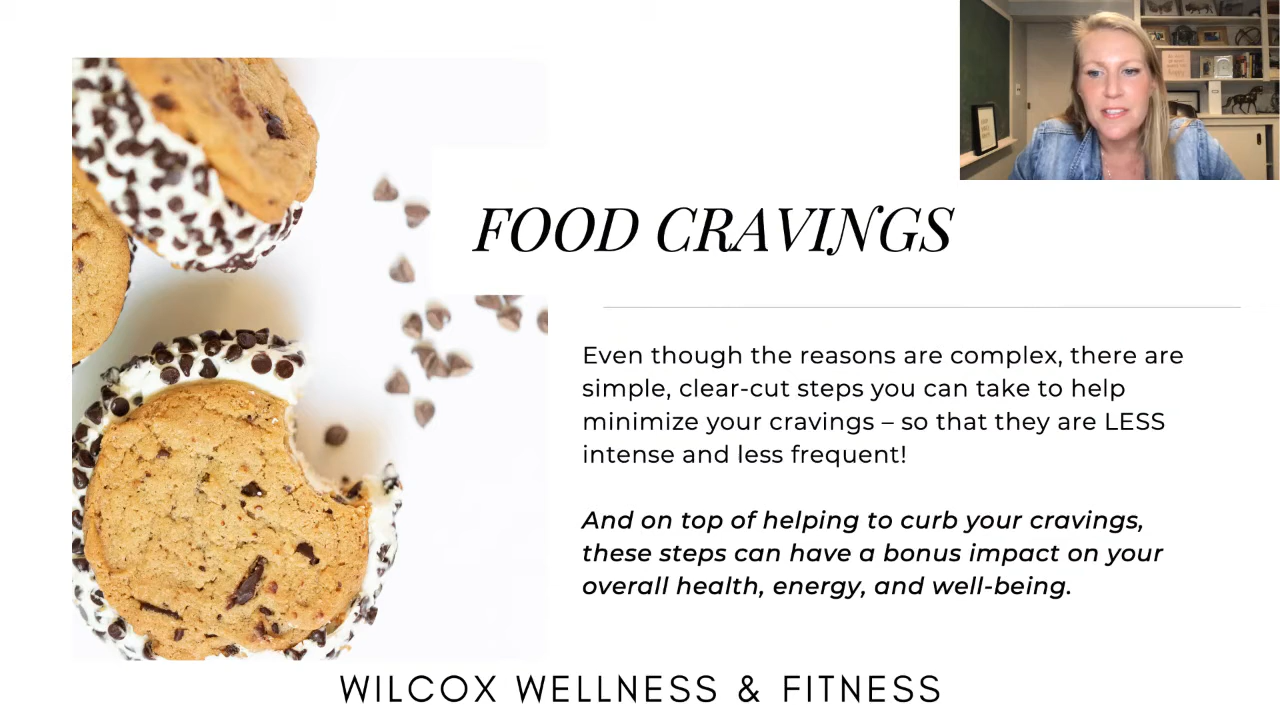 FOOD CRAVINGS
Even though the reasons are complex, there are
simple, clear-cut steps you can take to help
minimize your cravings – so that they are LESS
intense and less frequent!
And on top of helping to curb your cravings,
these steps can have a bonus impact on your
overall health, energy, and well-being.
WILCOX WELLNESS & FITNESS